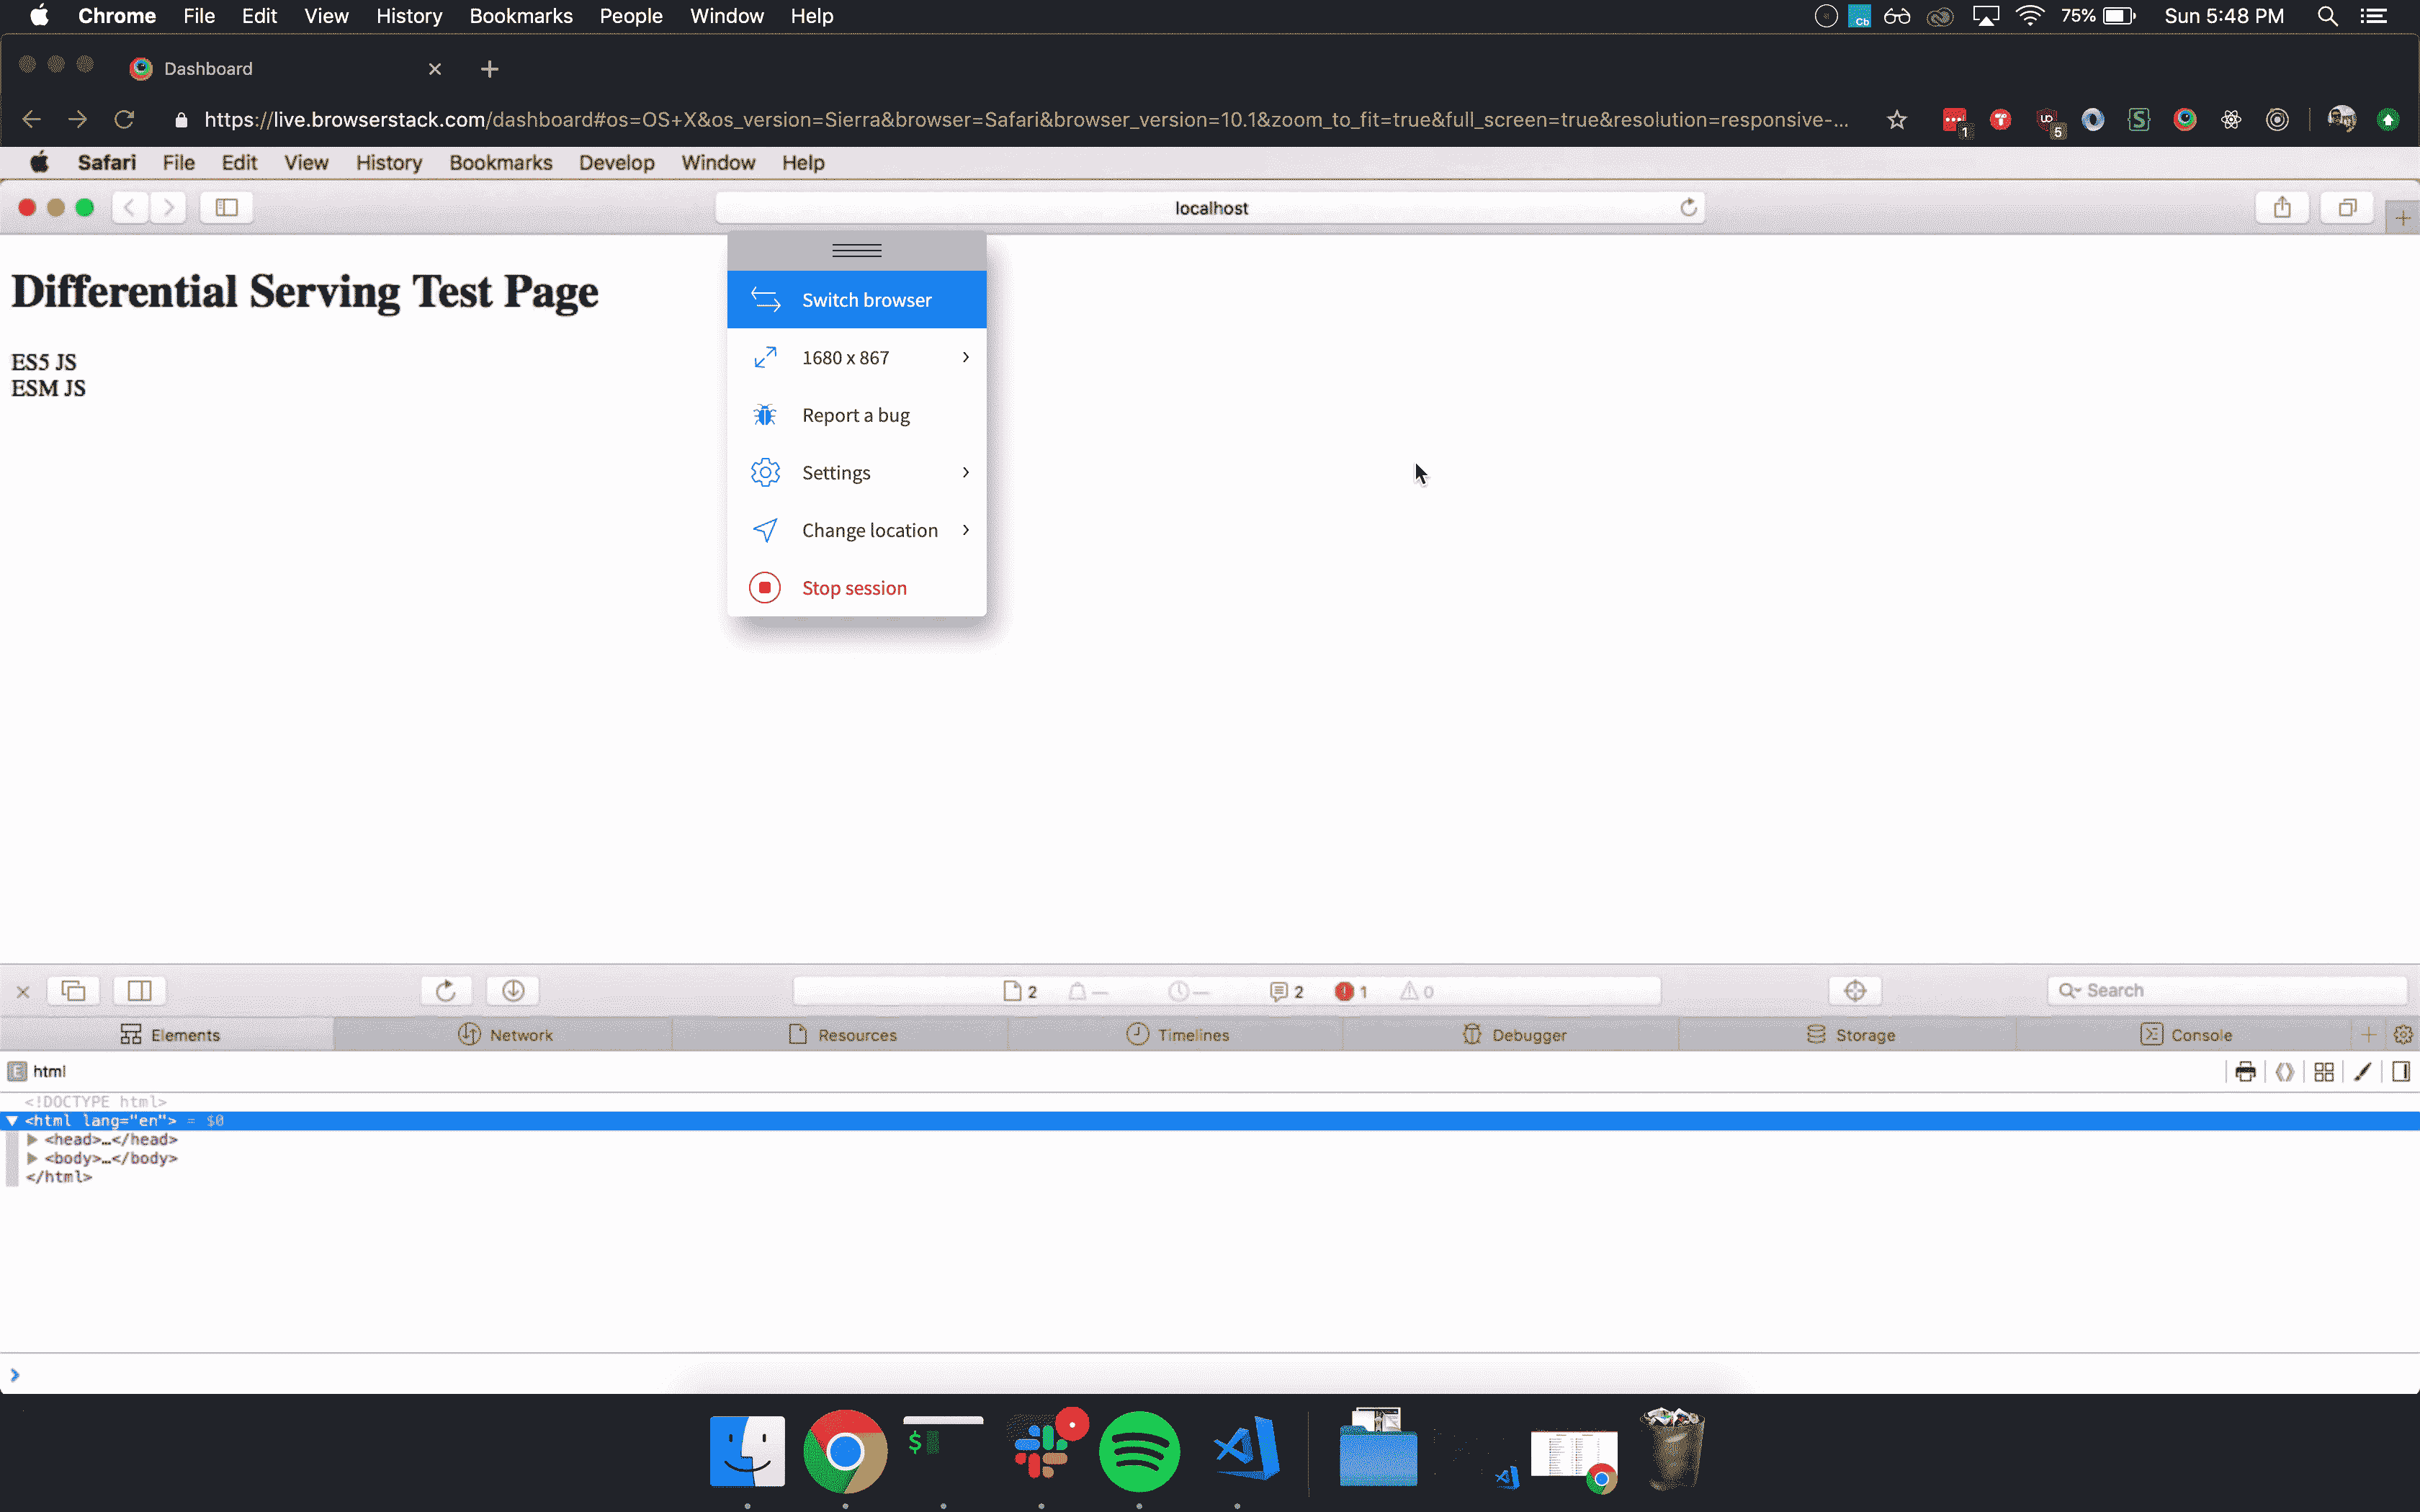 Chrome File Edit View History Bookmarks People Window Help Cb 75% Sun 5:48 PM
Dashboard
https://live.browserstack.com/dashboard#os=OS+X&os_version=Sierra&browser=Safari&browser_version=10.1&zoom_to_fit=true&full_screen=true&resolution=responsive-... 1 5
Safari File Edit View History Bookmarks Develop Window Help
localhost
Differential Serving Test Page
ES5 JS
ESM JS
Switch browser
1680 x 867
Report a bug
Settings
Change location
Stop session
2 — — 2 1 0 Search
Elements Network Resources Timelines Debugger Storage Console
E html
<!DOCTYPE html>
<html lang="en"> = $0
<head>…</head>
<body>…</body>
</html>
$